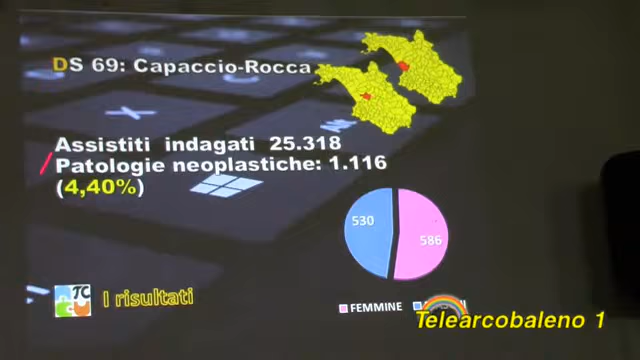 DS 69: Capaccio-Rocca
Assistiti indagati 25.318
Patologie neoplastiche: 1.116
(4,40%)
530
586
I risultati
FEMMINE
Telearcobaleno 1